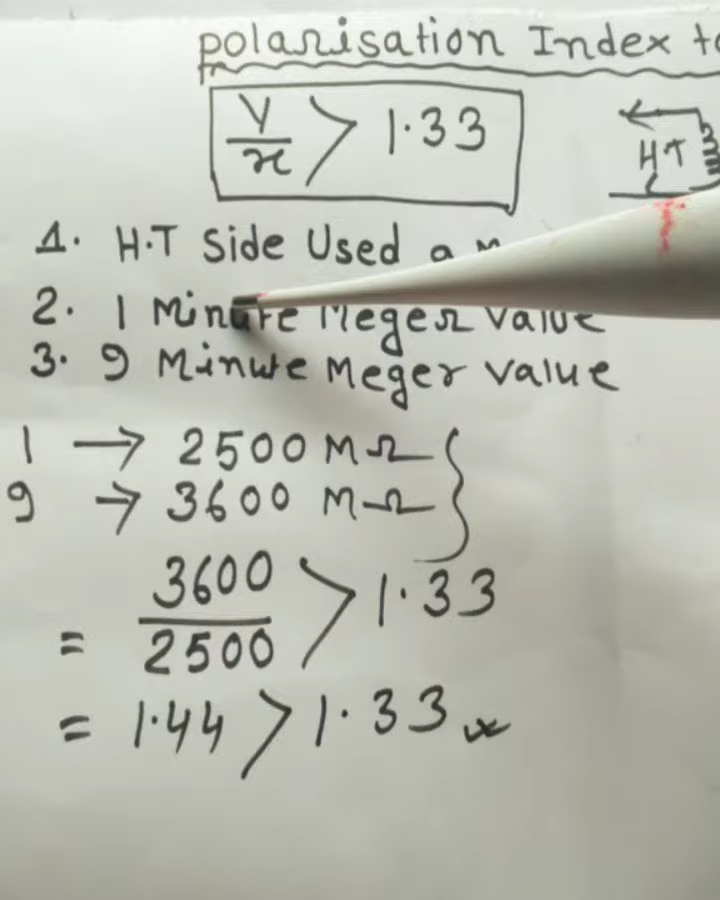 polarisation Index
y/x > 1.33
HT
1. H.T Side Used a
2. 1 Minute Meger Value
3. 9 Minute Meger Value
1 → 2500 MΩ
9 → 3600 MΩ
= 3600/2500 > 1.33
= 1.44 > 1.33